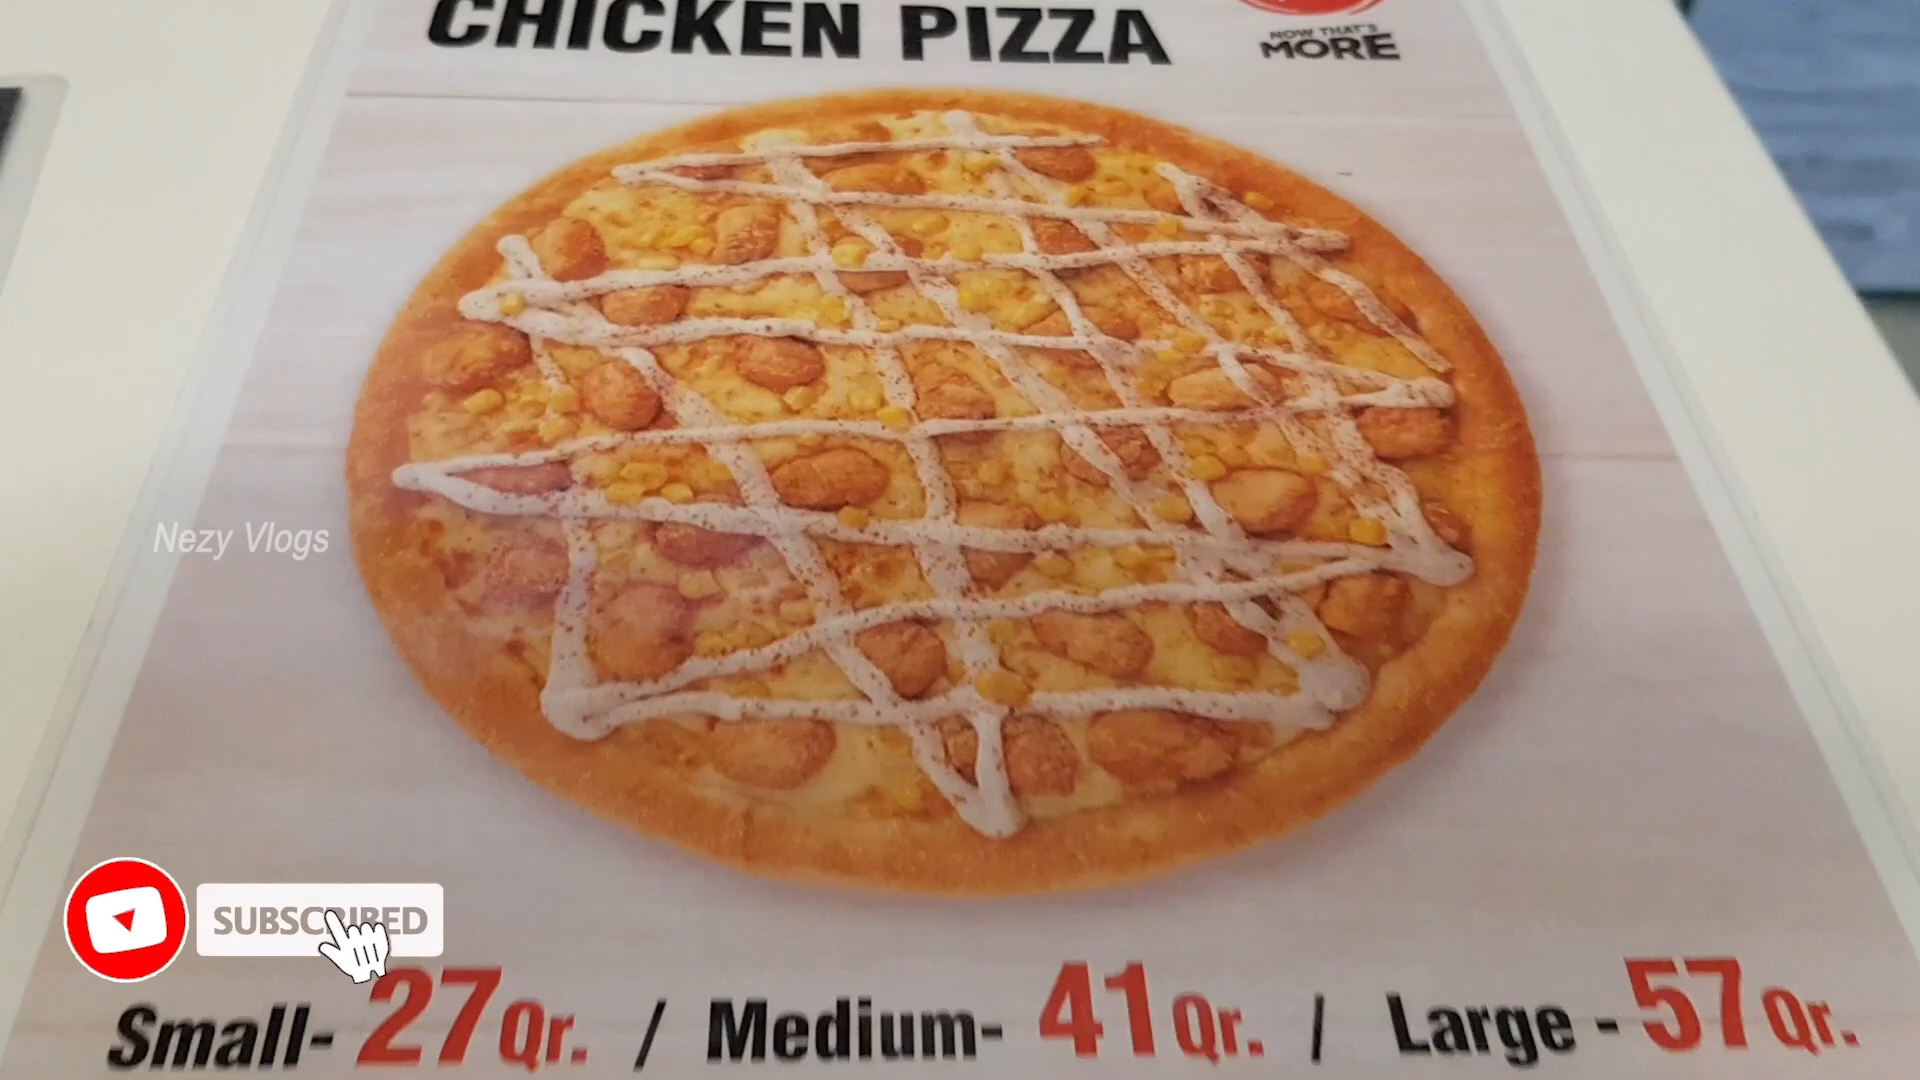 CHICKEN PIZZA
NOW THAT'S
MORE
Nezy Vlogs
SUBSCRIBED
Small- 27Qr. / Medium- 41Qr. / Large - 57Qr.